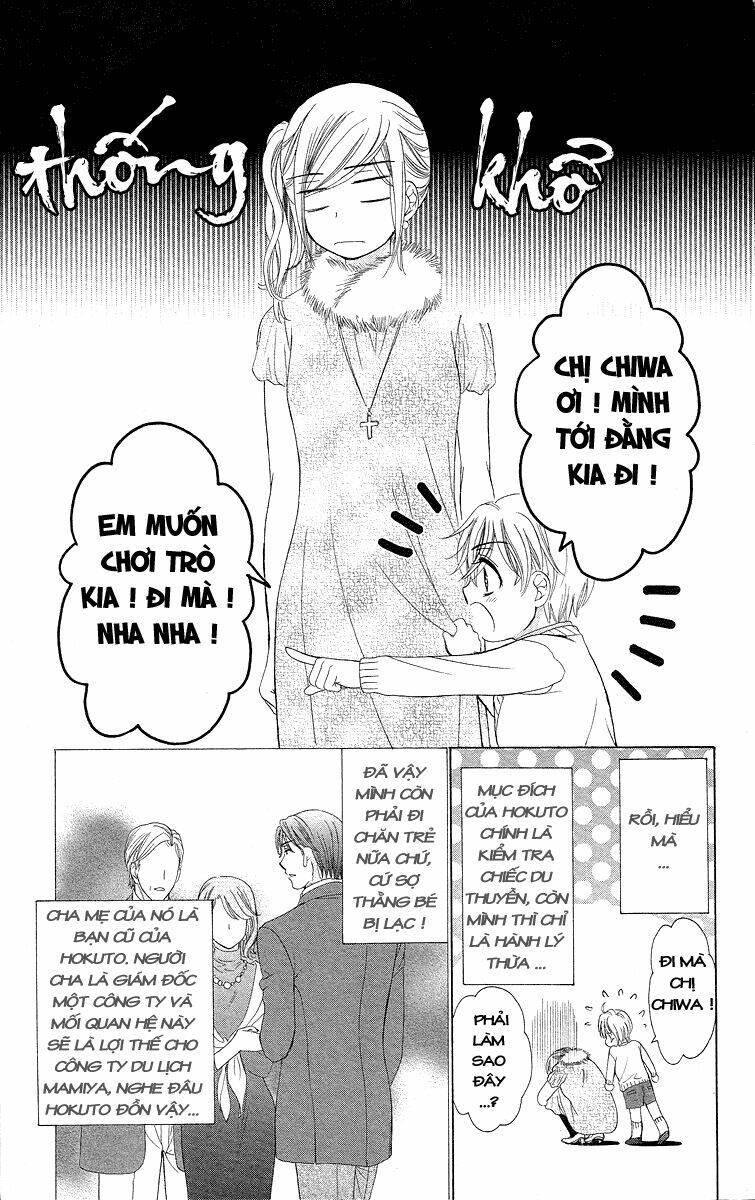 thống khổ
CHỊ CHIWA
ƠI ! MÌNH
TỚI ĐẰNG
KIA ĐI !
EM MUỐN
CHƠI TRÒ
KIA ! ĐI MÀ !
NHA NHA !
RỒI, HIỂU
MÀ
...
MỤC ĐÍCH
CỦA HOKUTO
CHÍNH LÀ
KIỂM TRA
CHIẾC DU
THUYỀN, CÒN
MÌNH THÌ CHỈ
LÀ HÀNH LÝ
THỪA ...
ĐI MÀ
CHỊ
CHIWA !
PHẢI
LÀM
SAO
ĐÂY
...?
ĐÃ VẬY
MÌNH CÒN
PHẢI ĐI
CHĂN TRẺ
NỮA CHỨ,
CỨ SỢ
THẰNG BÉ
BỊ LẠC !
CHA MẸ CỦA NÓ LÀ
BẠN CŨ CỦA
HOKUTO. NGƯỜI
CHA LÀ GIÁM ĐỐC
MỘT CÔNG TY VÀ
MỐI QUAN HỆ NÀY
SẼ LÀ LỢI THẾ CHO
CÔNG TY DU LỊCH
MAMIYA, NGHE ĐÂU
HOKUTO ĐỒN VẬY...